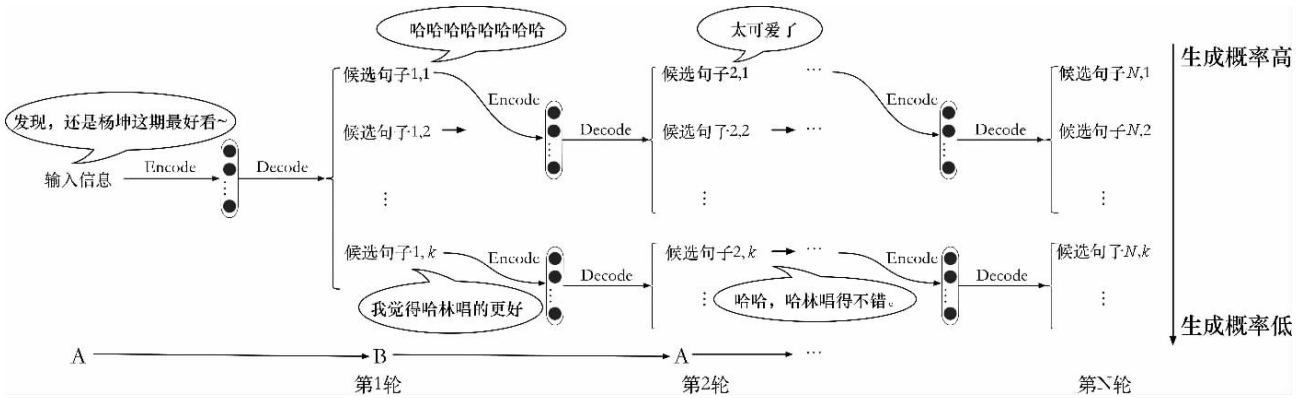 哈哈哈哈哈哈哈哈
太可爱了
生成概率高
候选句子1,1
候选句子2,1
…
候选句子N,1
发现，还是杨坤这期最好看~
Encode
Encode
候选句子1,2
Decode
候选句子2,2
…
Decode
候选句子N,2
Encode
Decode
输入信息
⋮
⋮
⋮
候选句子1,k
Encode
候选句子2,k
…
Encode
候选句子N,k
Decode
Decode
我觉得哈林唱的更好
⋮
哈哈，哈林唱得不错。
⋮
生成概率低
A
B
A
…
第1轮
第2轮
第N轮